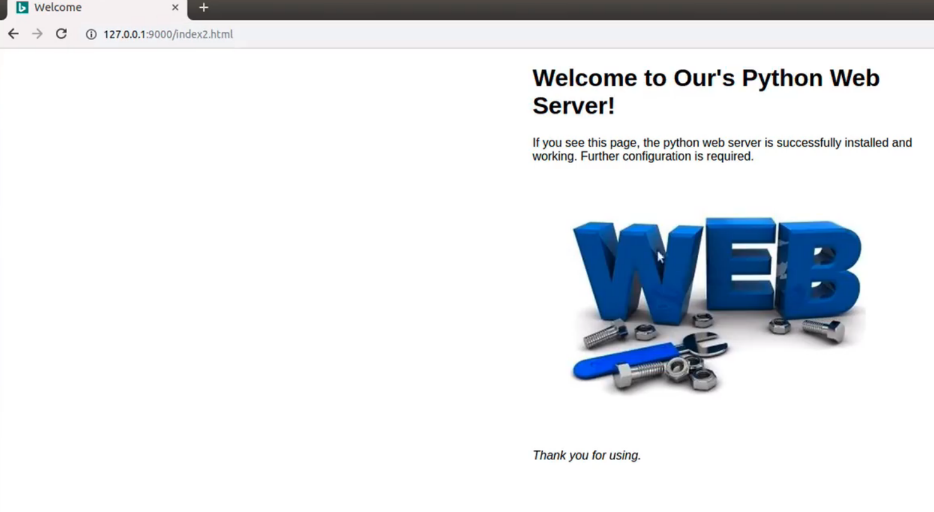 Welcome
127.0.0.1:9000/index2.html
Welcome to Our's Python Web
Server!
If you see this page, the python web server is successfully installed and
working. Further configuration is required.
WEB
Thank you for using.